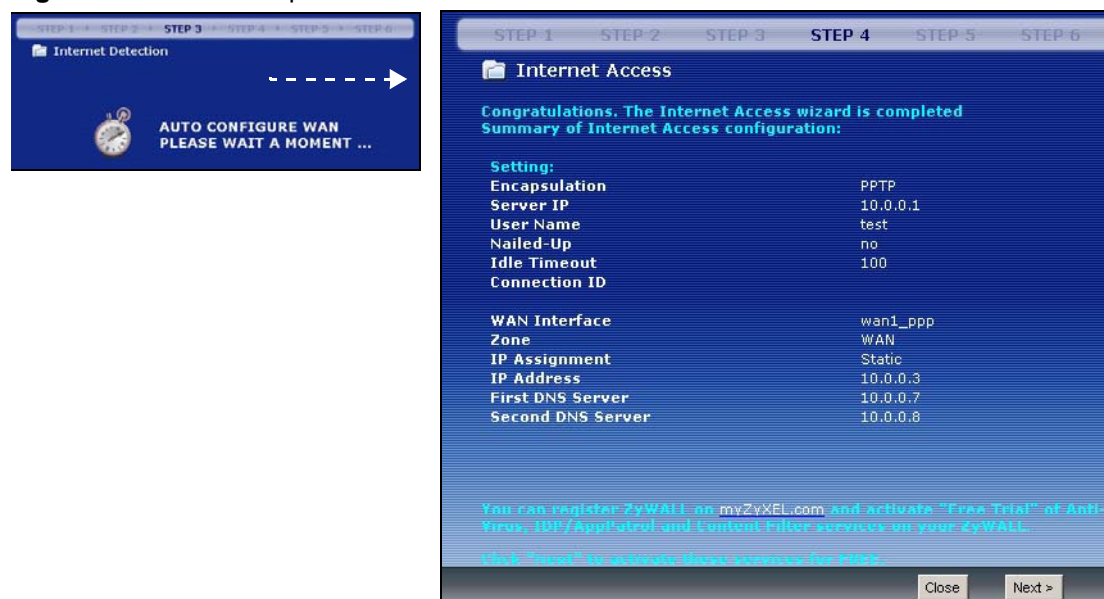 STEP 1 STEP 2 STEP 3 STEP 4 STEP 5 STEP 6
Internet Detection
AUTO CONFIGURE WAN
PLEASE WAIT A MOMENT ...
STEP 1 STEP 2 STEP 3 STEP 4 STEP 5 STEP 6
Internet Access
Congratulations. The Internet Access wizard is completed
Summary of Internet Access configuration:
Setting:
Encapsulation PPTP
Server IP 10.0.0.1
User Name test
Nailed-Up no
Idle Timeout 100
Connection ID
WAN Interface wan1_ppp
Zone WAN
IP Assignment Static
IP Address 10.0.0.3
First DNS Server 10.0.0.7
Second DNS Server 10.0.0.8
You can register ZyWALL on myZyXEL.com and activate "Free Trial" of Anti-
Virus, IDP/AppPatrol and Content Filter services on your ZyWALL.
Click "next" to activate these services for FREE.
Close Next >